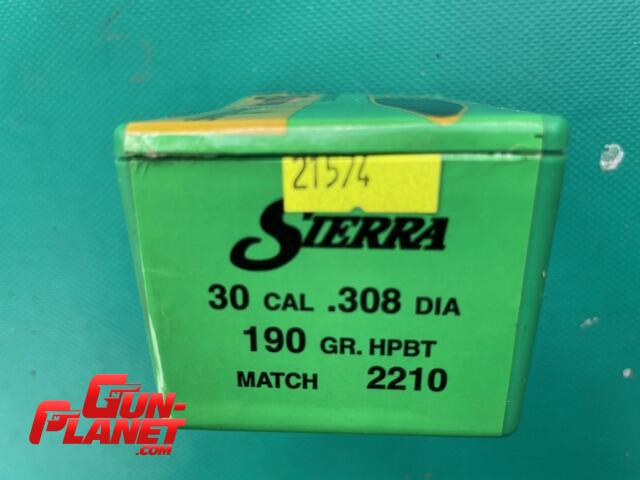 21574
SIERRA
30 CAL .308 DIA
190 GR. HPBT
MATCH 2210
GUN-
PLANET
.COM